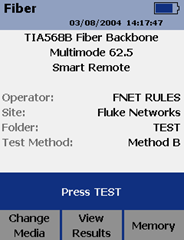 Fiber
03/08/2004 14:17:47
TIA568B Fiber Backbone
Multimode 62.5
Smart Remote
Operator: FNET RULES
Site: Fluke Networks
Folder: TEST
Test Method: Method B
Press TEST
Change Media
View Results
Memory